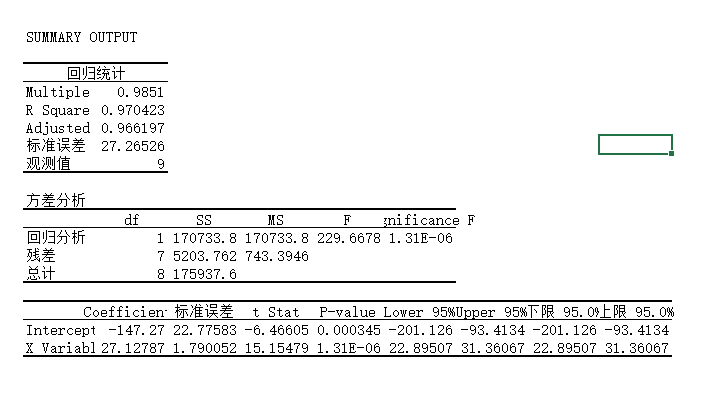 SUMMARY OUTPUT
回归统计
Multiple 0.9851
R Square 0.970423
Adjusted 0.966197
标准误差 27.26526
观测值 9
方差分析
df SS MS F gnificance F
回归分析 1 170733.8 170733.8 229.6678 1.31E-06
残差 7 5203.762 743.3946
总计 8 175937.6
Coefficien 标准误差 t Stat P-value Lower 95% Upper 95% 下限 95.0% 上限 95.0%
Intercept -147.27 22.77583 -6.46605 0.000345 -201.126 -93.4134 -201.126 -93.4134
X Variabl 27.12787 1.790052 15.15479 1.31E-06 22.89507 31.36067 22.89507 31.36067